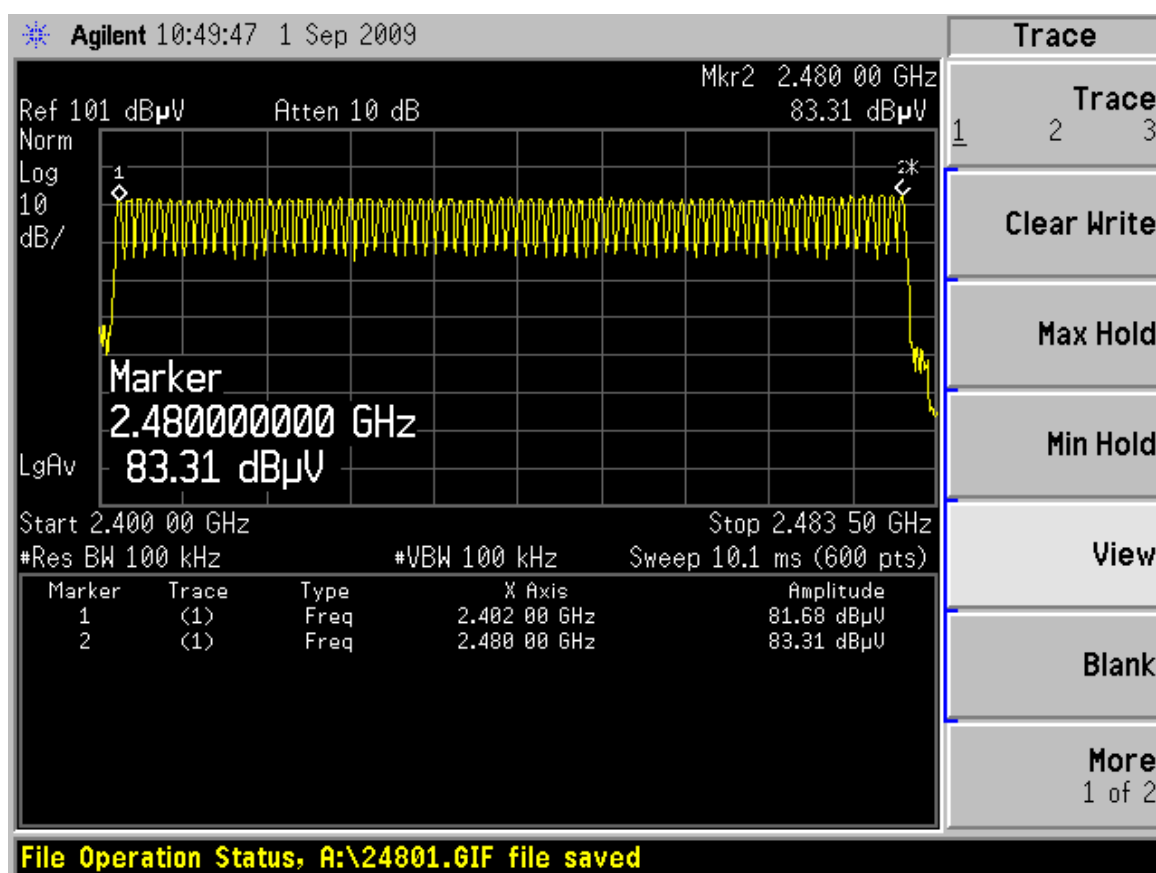 Agilent 10:49:47 1 Sep 2009
Trace
Mkr2 2.480 00 GHz
Ref 101 dBµV Atten 10 dB 83.31 dBµV
Norm
Log
10
dB/
1
2*
Marker
2.480000000 GHz
83.31 dBµV
LgAv
Start 2.400 00 GHz Stop 2.483 50 GHz
#Res BW 100 kHz #VBW 100 kHz Sweep 10.1 ms (600 pts)
Marker Trace Type X Axis Amplitude
1 (1) Freq 2.402 00 GHz 81.68 dBµV
2 (1) Freq 2.480 00 GHz 83.31 dBµV
Trace
1 2 3
Clear Write
Max Hold
Min Hold
View
Blank
More
1 of 2
File Operation Status, A:\24801.GIF file saved